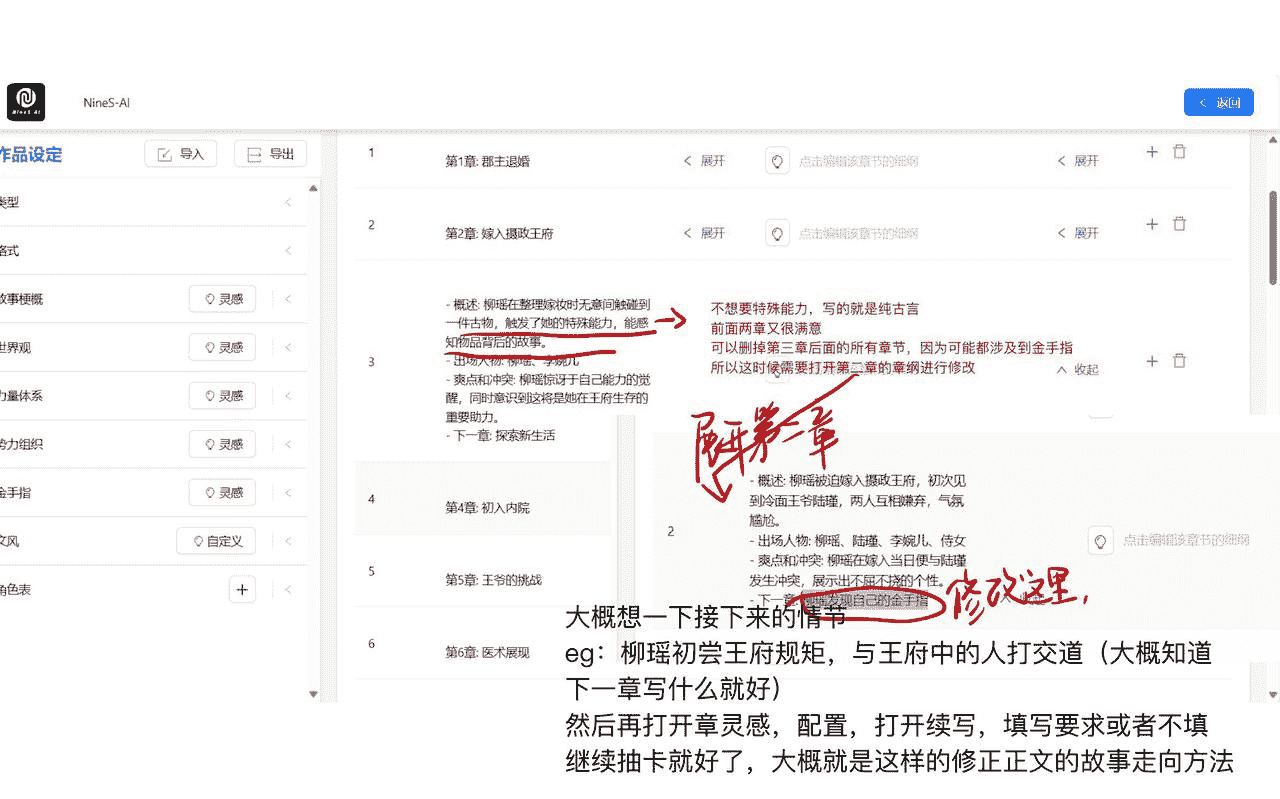 NineS AI
NineS-AI
< 返回
作品设定
导入
导出
类型
格式
故事梗概
灵感
世界观
灵感
力量体系
灵感
势力组织
灵感
金手指
灵感
文风
自定义
角色表
+
1
第1章: 郡主退婚
< 展开
点击编辑该章节的细纲
< 展开
2
第2章: 嫁入摄政王府
< 展开
点击编辑该章节的细纲
< 展开
3
- 概述: 柳瑶在整理嫁妆时无意间触碰到
一件古物，触发了她的特殊能力，能感
知物品背后的故事。
- 出场人物: 柳瑶、李婉儿
- 爽点和冲突: 柳瑶惊讶于自己能力的觉
醒，同时意识到这将是她在王府生存的
重要助力。
- 下一章: 探索新生活
不想要特殊能力，写的就是纯古言
前面两章又很满意
可以删掉第三章后面的所有章节，因为可能都涉及到金手指
所以这时候需要打开第二章的章纲进行修改
收起
4
第4章: 初入内院
5
第5章: 王爷的挑战
6
第6章: 医术展现
展开第二章
2
- 概述: 柳瑶被迫嫁入摄政王府，初次见
到冷面王爷陆瑾，两人互相嫌弃，气氛
尴尬。
- 出场人物: 柳瑶、陆瑾、李婉儿、侍女
- 爽点和冲突: 柳瑶在嫁入当日便与陆瑾
发生冲突，展示出不屈不挠的个性。
- 下一章: 柳瑶发现自己的金手指
点击编辑该章节的细纲
修改这里,
大概想一下接下来的情节
eg：柳瑶初尝王府规矩，与王府中的人打交道（大概知道
下一章写什么就好）
然后再打开章灵感，配置，打开续写，填写要求或者不填
继续抽卡就好了，大概就是这样的修正正文的故事走向方法